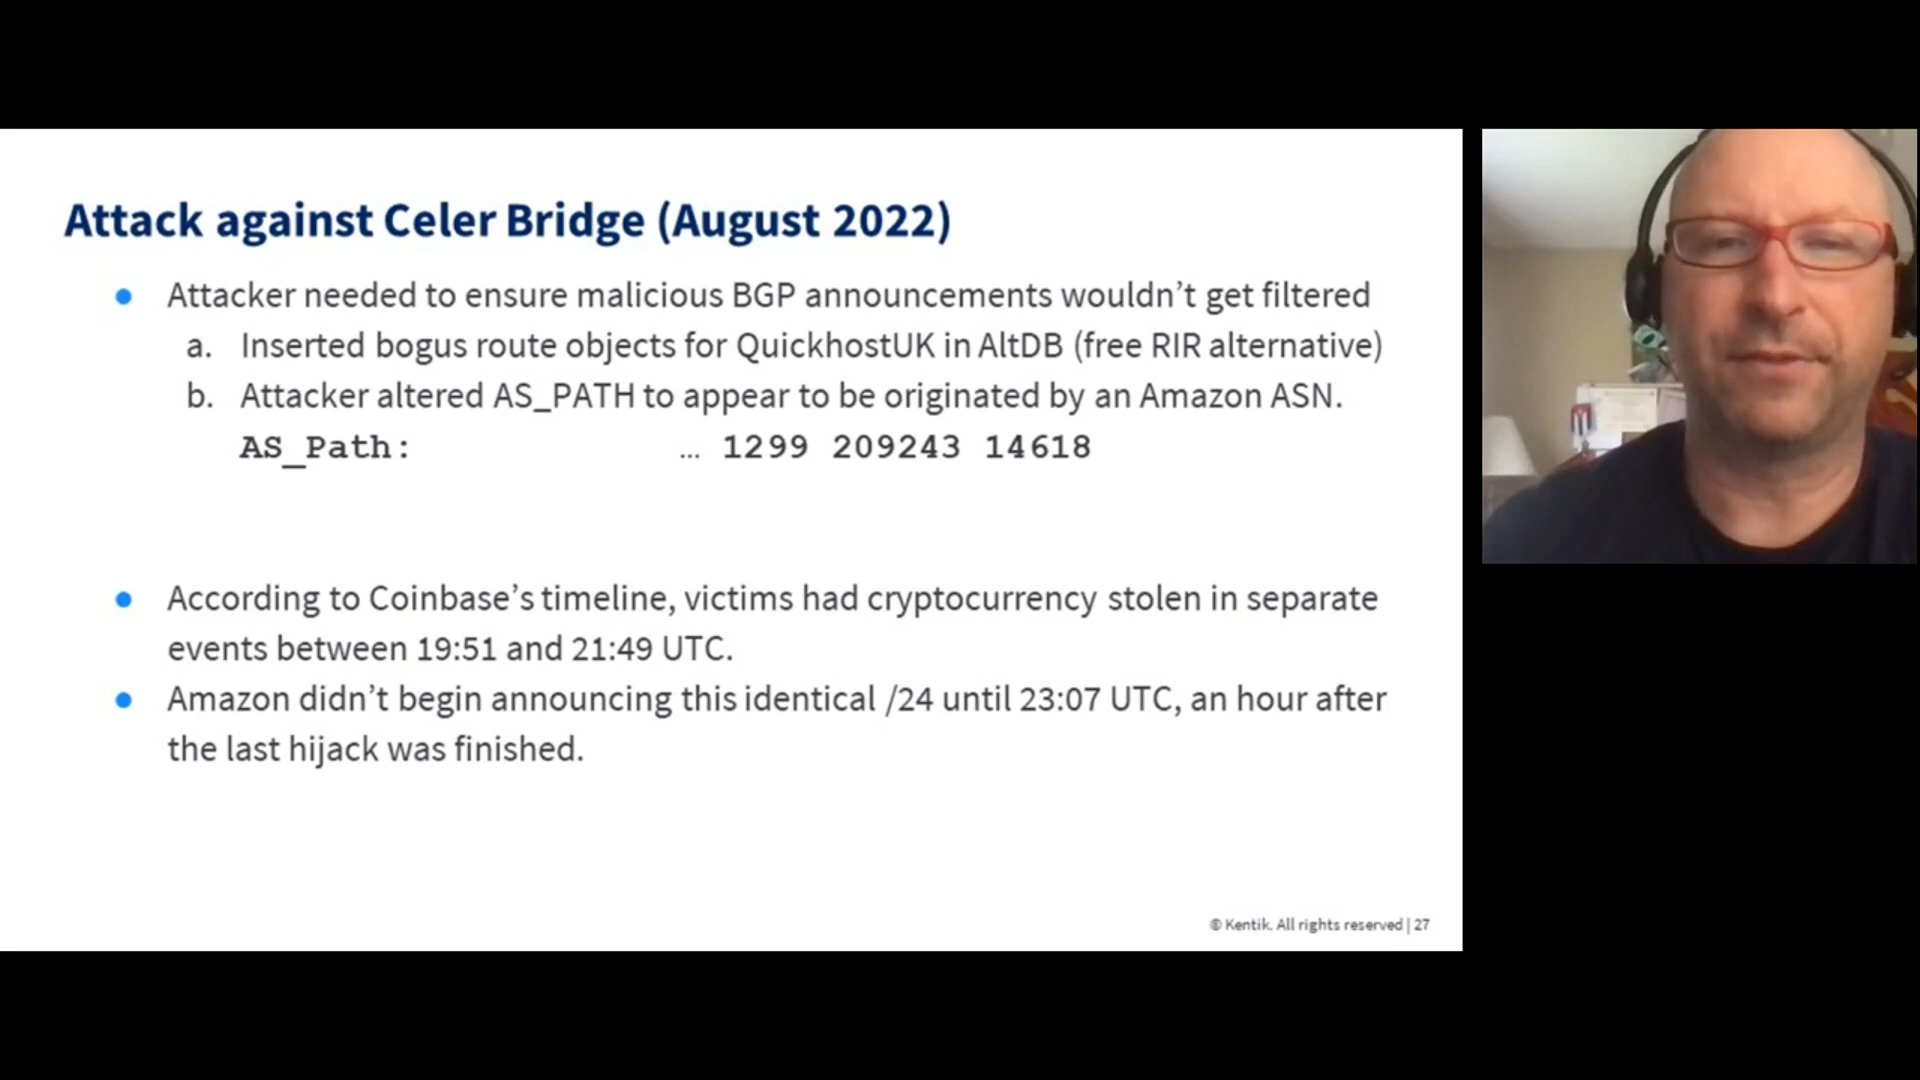 Attack against Celer Bridge (August 2022)
● Attacker needed to ensure malicious BGP announcements wouldn’t get filtered
a. Inserted bogus route objects for QuickhostUK in AltDB (free RIR alternative)
b. Attacker altered AS_PATH to appear to be originated by an Amazon ASN.
AS_Path: … 1299 209243 14618
● According to Coinbase’s timeline, victims had cryptocurrency stolen in separate
events between 19:51 and 21:49 UTC.
● Amazon didn’t begin announcing this identical /24 until 23:07 UTC, an hour after
the last hijack was finished.
© Kentik. All rights reserved | 27